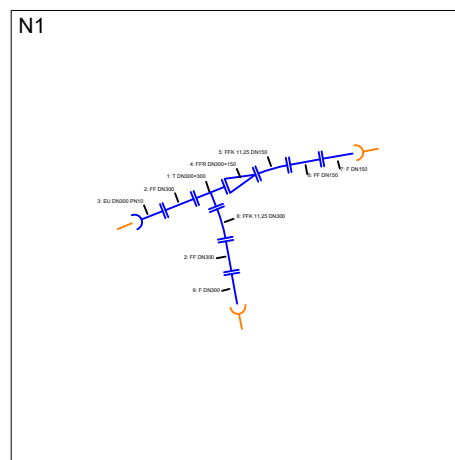 N1
5: FFK 11,25 DN150
4: FFR DN300×150
1: T DN300×300
7: F DN150
6: FF DN150
2: FF DN300
3: EU DN300 PN10
8: FFK 11,25 DN300
2: FF DN300
9: F DN300